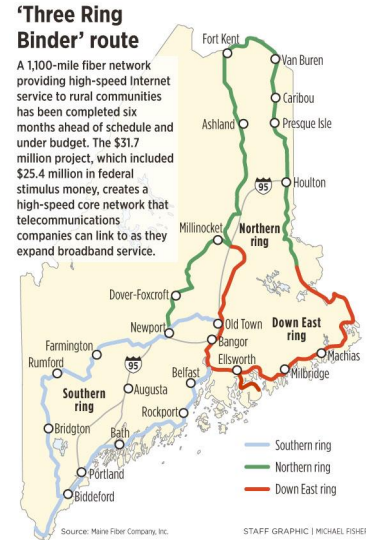 ‘Three Ring
Binder’ route
A 1,100-mile fiber network
providing high-speed Internet
service to rural communities
has been completed six
months ahead of schedule and
under budget. The $31.7
million project, which included
$25.4 million in federal
stimulus money, creates a
high-speed core network that
telecommunications
companies can link to as they
expand broadband service.
Fort Kent
Van Buren
Caribou
Ashland
Presque Isle
95
Houlton
Millinocket
Northern
ring
Dover-Foxcroft
Newport
Old Town
Down East
ring
Bangor
Farmington
Rumford
95
Belfast
Ellsworth
Machias
Milbridge
Southern
ring
Augusta
Rockport
Bridgton
Bath
Portland
Biddeford
Southern ring
Northern ring
Down East ring
Source: Maine Fiber Company, Inc.
STAFF GRAPHIC | MICHAEL FISHER